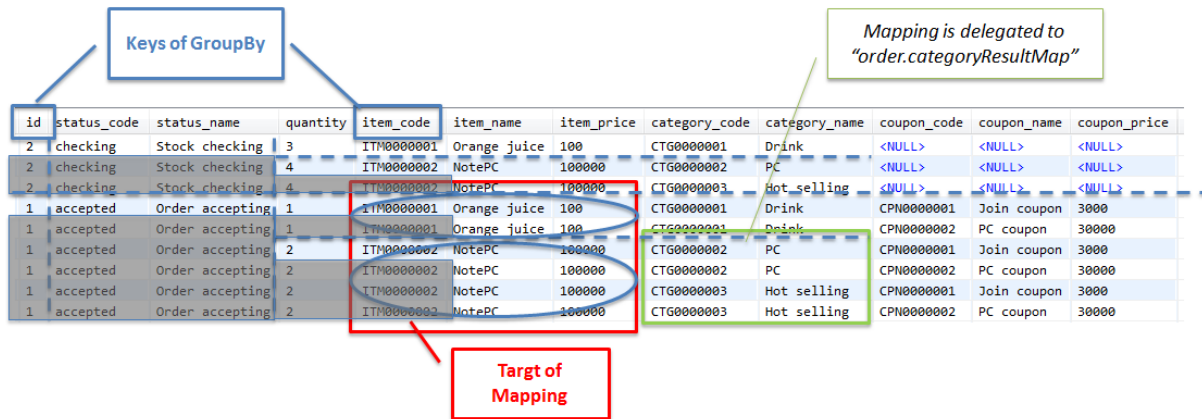 Keys of GroupBy
Mapping is delegated to
“order.categoryResultMap”
id status_code status_name quantity item_code item_name item_price category_code category_name coupon_code coupon_name coupon_price
2 checking Stock checking 3 ITM0000001 Orange juice 100 CTG0000001 Drink <NULL> <NULL> <NULL>
2 checking Stock checking 4 ITM0000002 NotePC 100000 CTG0000002 PC <NULL> <NULL> <NULL>
2 checking Stock checking 4 ITM0000002 NotePC 100000 CTG0000003 Hot selling <NULL> <NULL> <NULL>
1 accepted Order accepting 1 ITM0000001 Orange juice 100 CTG0000001 Drink CPN0000001 Join coupon 3000
1 accepted Order accepting 1 ITM0000001 Orange juice 100 CTG0000001 Drink CPN0000002 PC coupon 30000
1 accepted Order accepting 2 ITM0000002 NotePC 100000 CTG0000002 PC CPN0000001 Join coupon 3000
1 accepted Order accepting 2 ITM0000002 NotePC 100000 CTG0000002 PC CPN0000002 PC coupon 30000
1 accepted Order accepting 2 ITM0000002 NotePC 100000 CTG0000003 Hot selling CPN0000001 Join coupon 3000
1 accepted Order accepting 2 ITM0000002 NotePC 100000 CTG0000003 Hot selling CPN0000002 PC coupon 30000
Targt of
Mapping